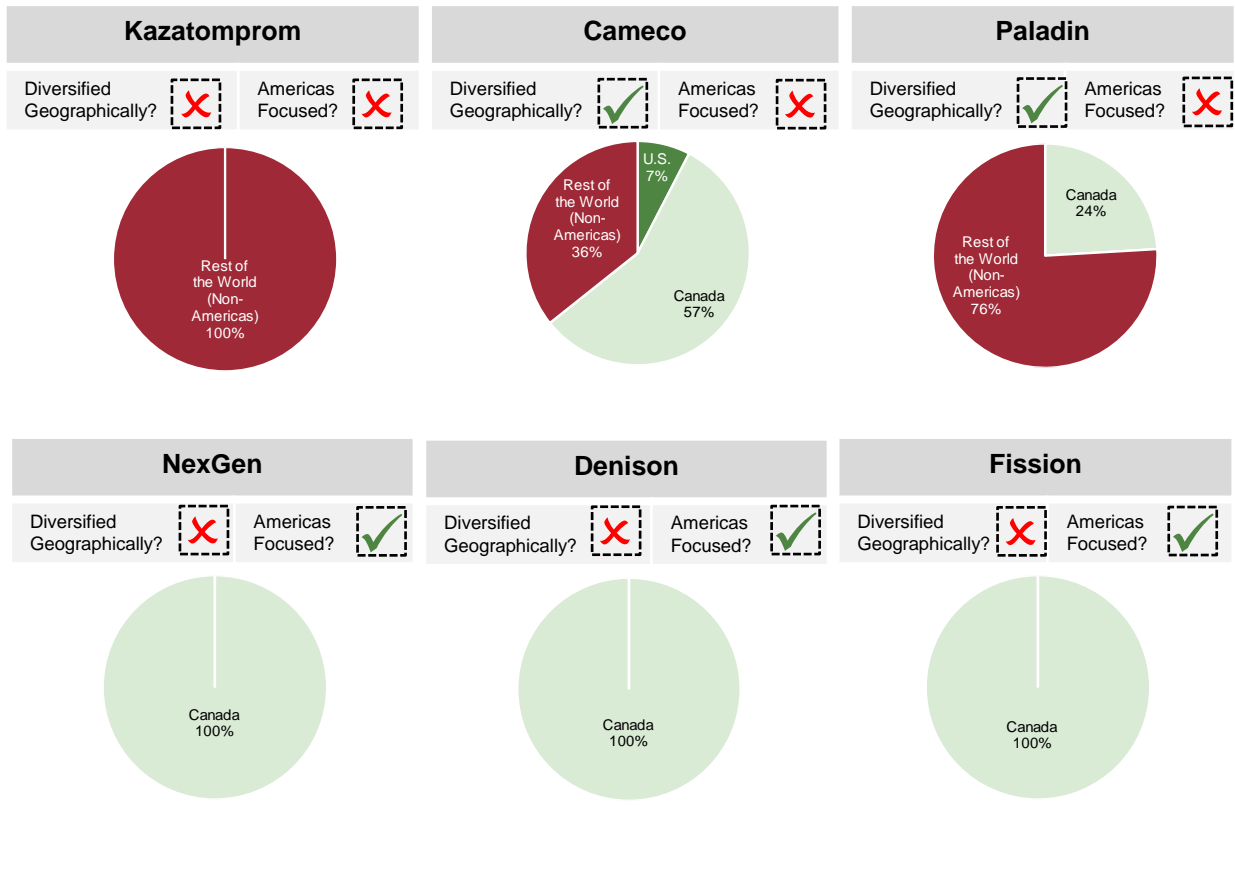 Kazatomprom
Diversified
Geographically?
Americas
Focused?
Rest of
the World
(Non-
Americas)
100%
Cameco
Diversified
Geographically?
Americas
Focused?
U.S.
7%
Rest of
the World
(Non-
Americas)
36%
Canada
57%
Paladin
Diversified
Geographically?
Americas
Focused?
Canada
24%
Rest of
the World
(Non-
Americas)
76%
NexGen
Diversified
Geographically?
Americas
Focused?
Canada
100%
Denison
Diversified
Geographically?
Americas
Focused?
Canada
100%
Fission
Diversified
Geographically?
Americas
Focused?
Canada
100%